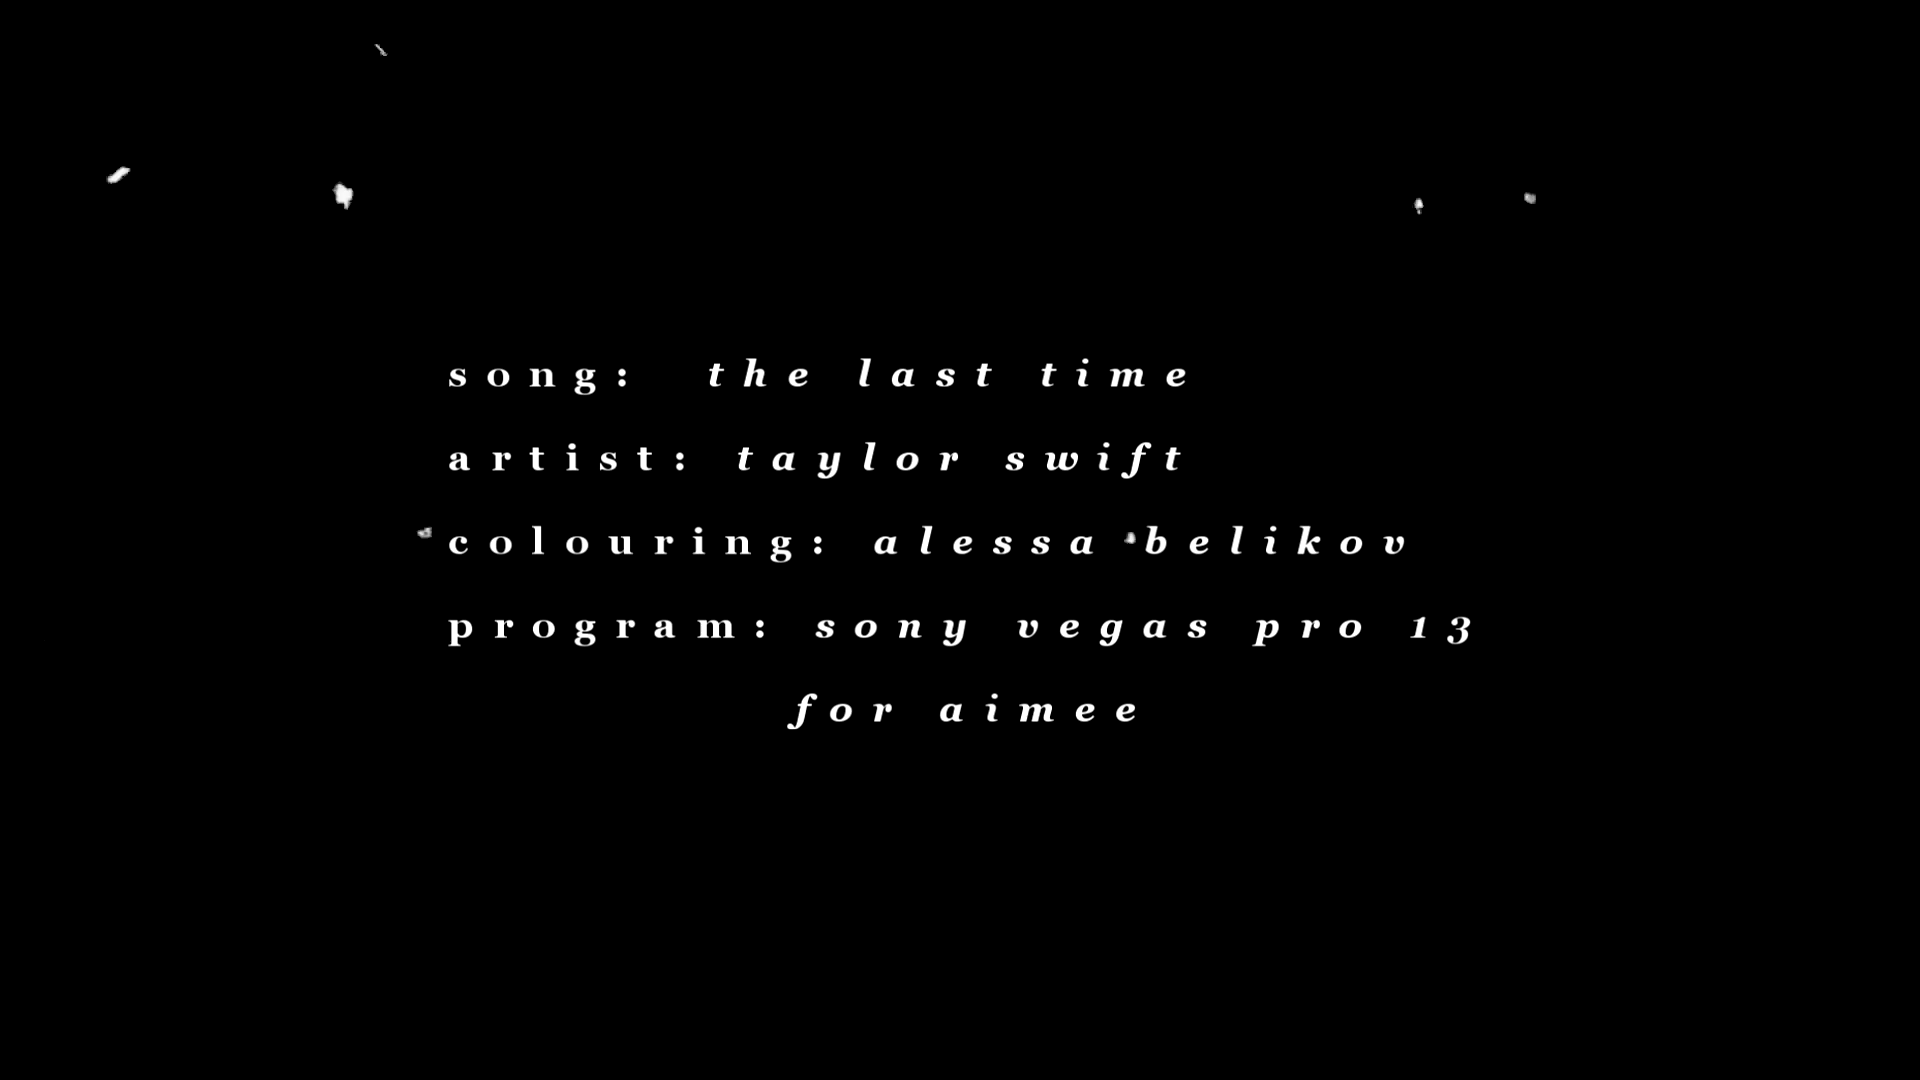 song: the last time
artist: taylor swift
colouring: alessa belikov
program: sony vegas pro 13
for aimee